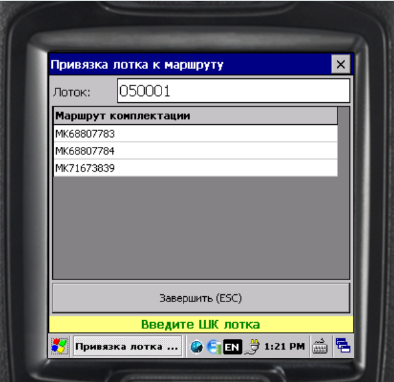 Привязка лотка к маршруту
Лоток: 050001
Маршрут комплектации
МК68807783
МК68807784
МК71673839
Завершить (ESC)
Введите ШК лотка
Привязка лотка ... EN 1:21 PM